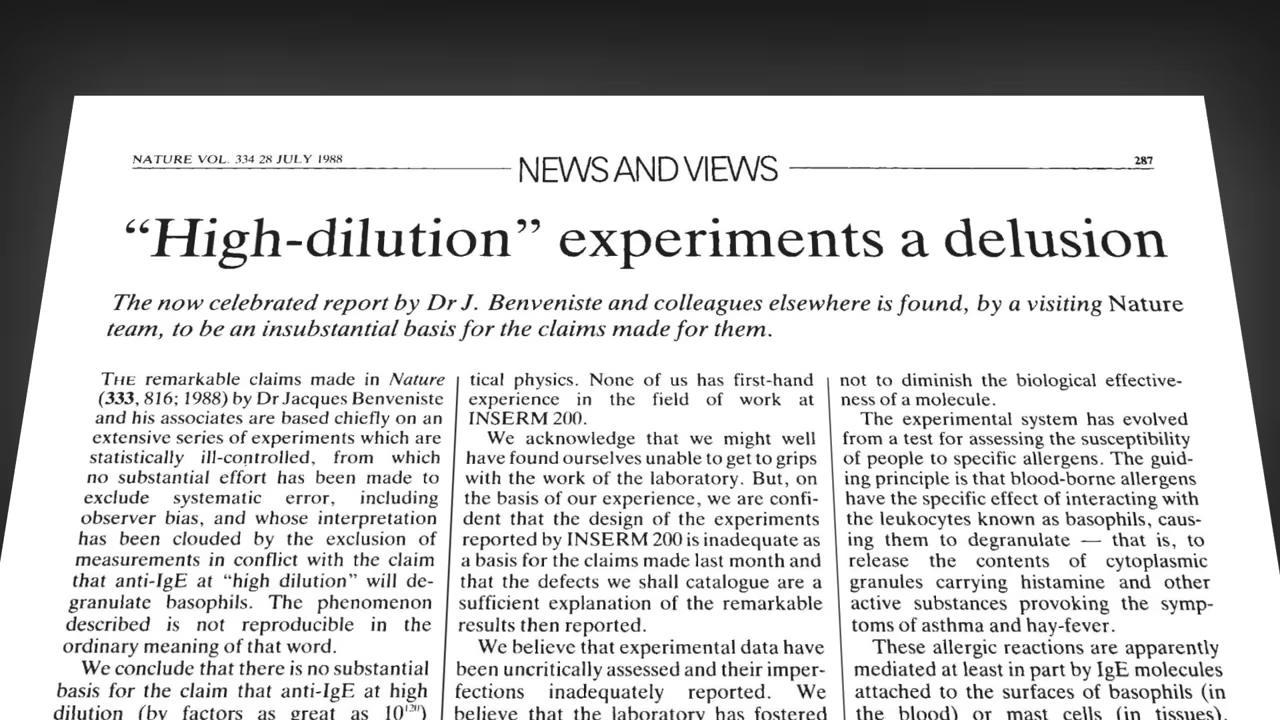 NATURE VOL. 334 28 JULY 1988
NEWS AND VIEWS
287
“High-dilution” experiments a delusion
The now celebrated report by Dr J. Benveniste and colleagues elsewhere is found, by a visiting Nature
team, to be an insubstantial basis for the claims made for them.
THE remarkable claims made in Nature
(333, 816; 1988) by Dr Jacques Benveniste
and his associates are based chiefly on an
extensive series of experiments which are
statistically ill-controlled, from which
no substantial effort has been made to
exclude systematic error, including
observer bias, and whose interpretation
has been clouded by the exclusion of
measurements in conflict with the claim
that anti-IgE at “high dilution” will de-
granulate basophils. The phenomenon
described is not reproducible in the
ordinary meaning of that word.
We conclude that there is no substantial
basis for the claim that anti-IgE at high
dilution (by factors as great as 10¹²⁰)
tical physics. None of us has first-hand
experience in the field of work at
INSERM 200.
We acknowledge that we might well
have found ourselves unable to get to grips
with the work of the laboratory. But, on
the basis of our experience, we are confi-
dent that the design of the experiments
reported by INSERM 200 is inadequate as
a basis for the claims made last month and
that the defects we shall catalogue are a
sufficient explanation of the remarkable
results then reported.
We believe that experimental data have
been uncritically assessed and their imper-
fections inadequately reported. We
believe that the laboratory has fostered
not to diminish the biological effective-
ness of a molecule.
The experimental system has evolved
from a test for assessing the susceptibility
of people to specific allergens. The guid-
ing principle is that blood-borne allergens
have the specific effect of interacting with
the leukocytes known as basophils, caus-
ing them to degranulate — that is, to
release the contents of cytoplasmic
granules carrying histamine and other
active substances provoking the symp-
toms of asthma and hay-fever.
These allergic reactions are apparently
mediated at least in part by IgE molecules
attached to the surfaces of basophils (in
the blood) or mast cells (in tissues).